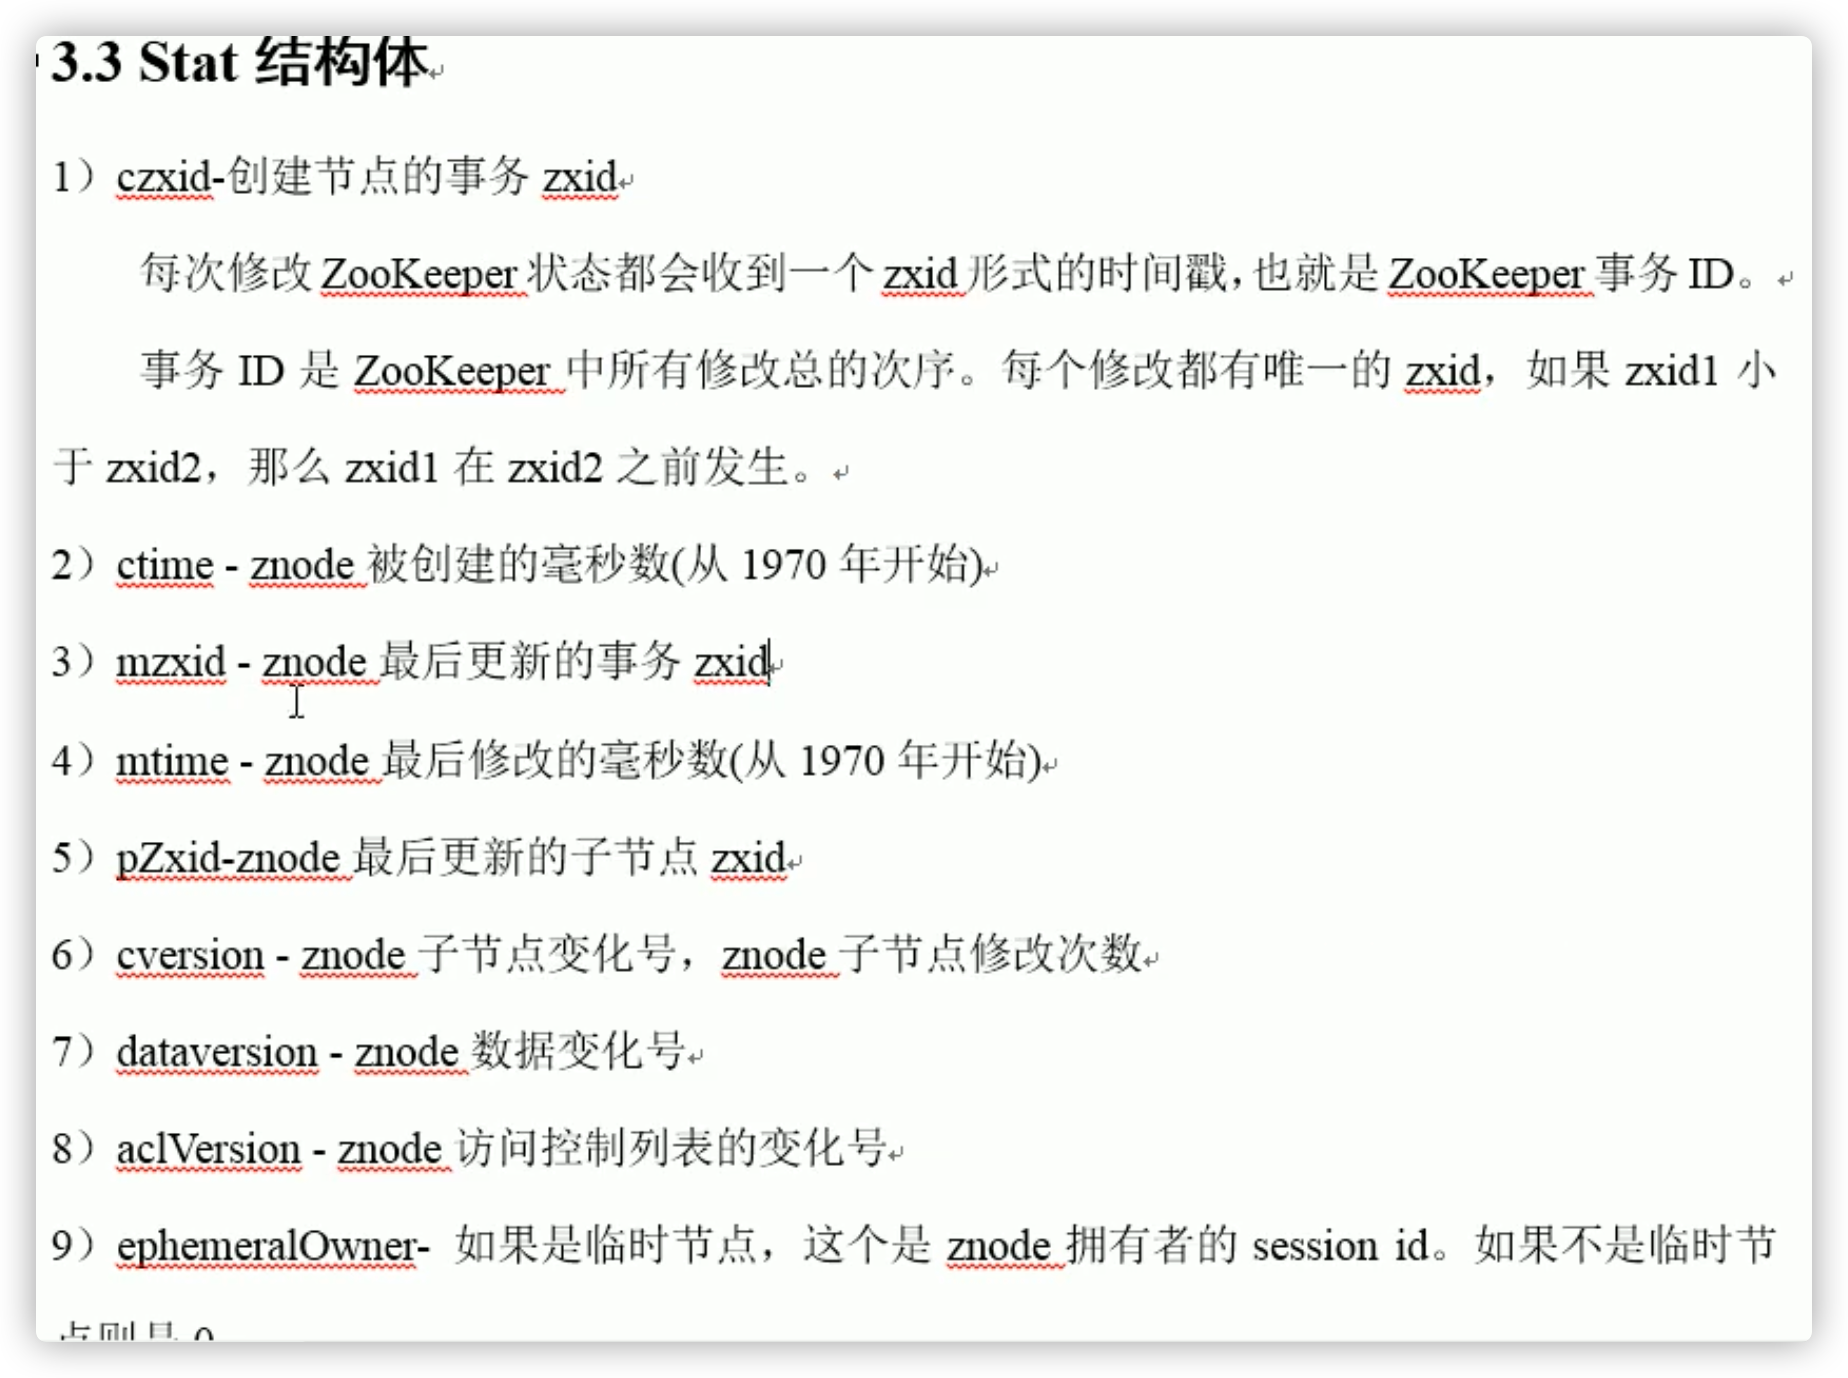 3.3 Stat 结构体
1）czxid-创建节点的事务 zxid
每次修改 ZooKeeper 状态都会收到一个 zxid 形式的时间戳，也就是 ZooKeeper 事务 ID。
事务 ID 是 ZooKeeper 中所有修改总的次序。每个修改都有唯一的 zxid，如果 zxid1 小
于 zxid2，那么 zxid1 在 zxid2 之前发生。
2）ctime - znode 被创建的毫秒数(从 1970 年开始)
3）mzxid - znode 最后更新的事务 zxid
4）mtime - znode 最后修改的毫秒数(从 1970 年开始)
5）pZxid-znode 最后更新的子节点 zxid
6）cversion - znode 子节点变化号，znode 子节点修改次数
7）dataversion - znode 数据变化号
8）aclVersion - znode 访问控制列表的变化号
9）ephemeralOwner- 如果是临时节点，这个是 znode 拥有者的 session id。如果不是临时节
点则是 0